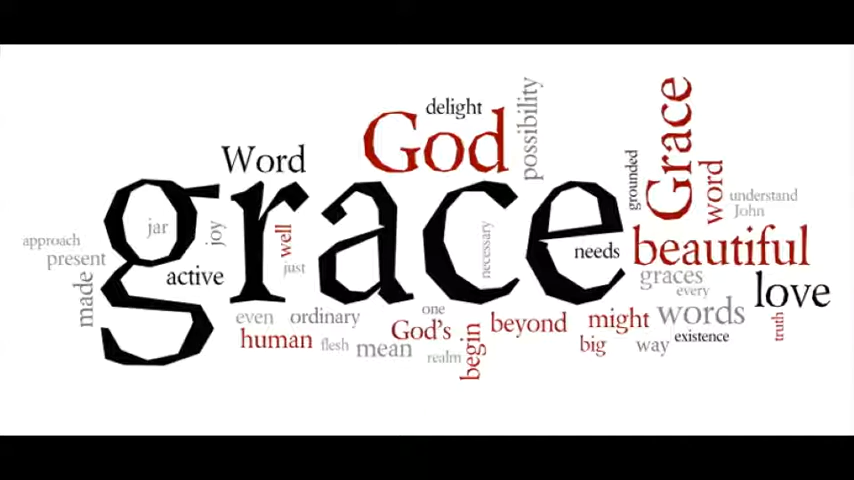 delight
God
possibility
Grace
Word
grounded
word
understand
John
grace
jar
joy
well
just
necessary
needs
beautiful
approach
present
active
made
graces
every
love
even
ordinary
one
God's
begin
beyond
might
words
truth
human
flesh
mean
realm
big
way
existence